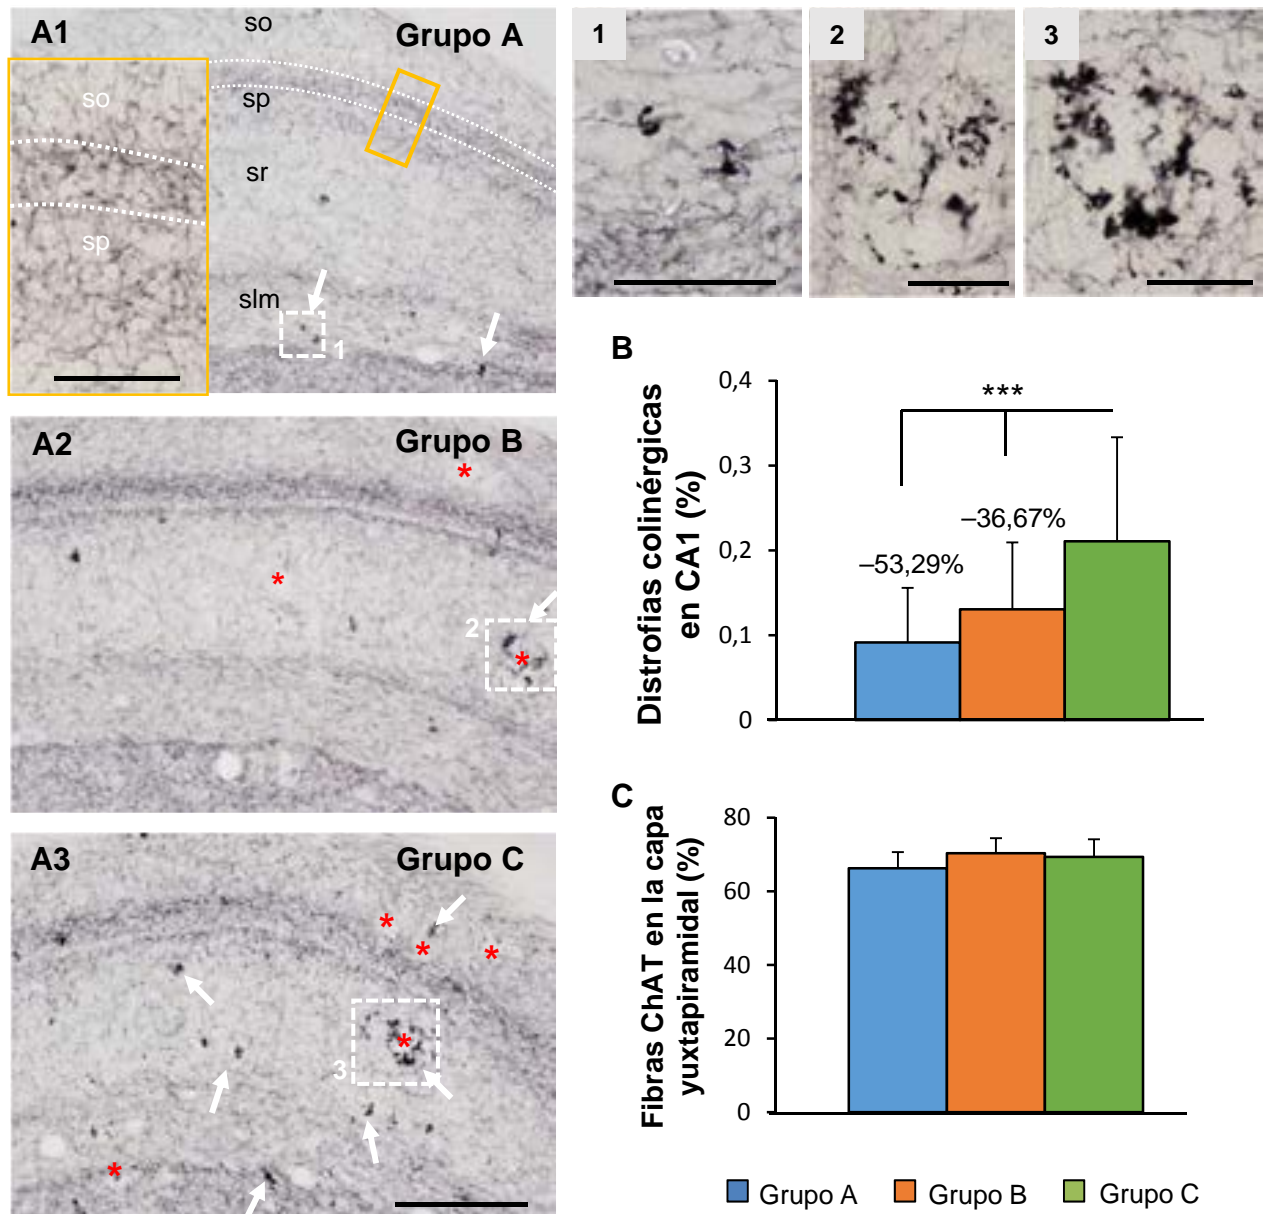 A1
so
Grupo A
so
sp
sp
sr
slm
1
A2
Grupo B
*
*
2
*
A3
Grupo C
*
*
*
*
3
*
1
2
3
B
Distrofias colinérgicas
en CA1 (%)
0,4
0,3
0,2
0,1
0
***
–53,29%
–36,67%
C
Fibras ChAT en la capa
yuxtapiramidal (%)
80
60
40
20
0
Grupo A
Grupo B
Grupo C